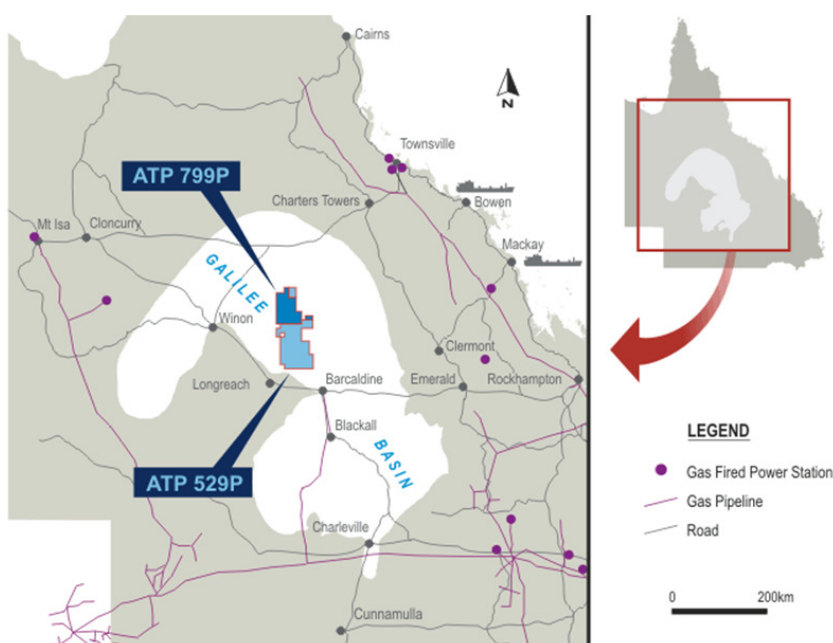 Cairns
N
Townsville
ATP 799P
Charters Towers
Bowen
Mt Isa
Cloncurry
Mackay
GALILEE
Winon
Clermont
Longreach
Barcaldine
Emerald
Rockhampton
Blackall
BASIN
ATP 529P
Charleville
Cunnamulla
LEGEND
Gas Fired Power Station
Gas Pipeline
Road
0 200km